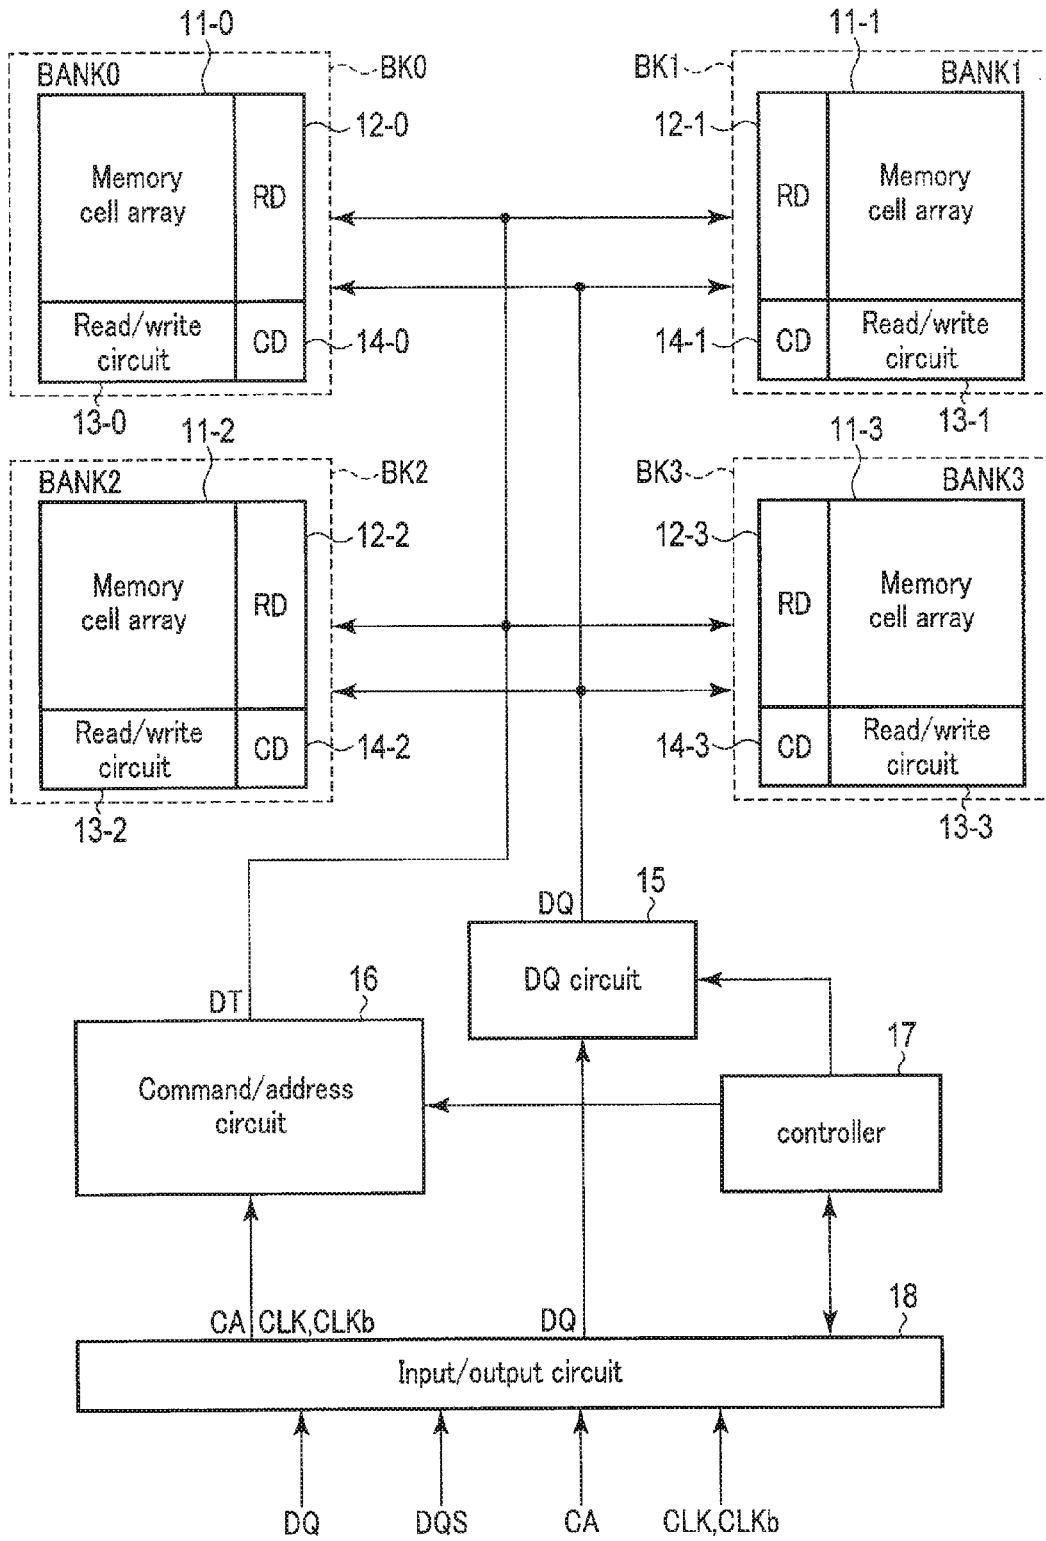 11-0
11-1
BK0
BK1
BANK0
BANK1
12-0
12-1
Memory
cell array
RD
RD
Memory
cell array
Read/write
circuit
CD
14-0
14-1
CD
Read/write
circuit
13-0
13-1
11-2
11-3
BANK2
BK2
BK3
BANK3
12-2
12-3
Memory
cell array
RD
RD
Memory
cell array
Read/write
circuit
CD
14-2
14-3
CD
Read/write
circuit
13-2
13-3
DQ
15
DQ circuit
DT
16
17
Command/address
circuit
controller
CA CLK,CLKb
DQ
18
Input/output circuit
DQ
DQS
CA
CLK,CLKb